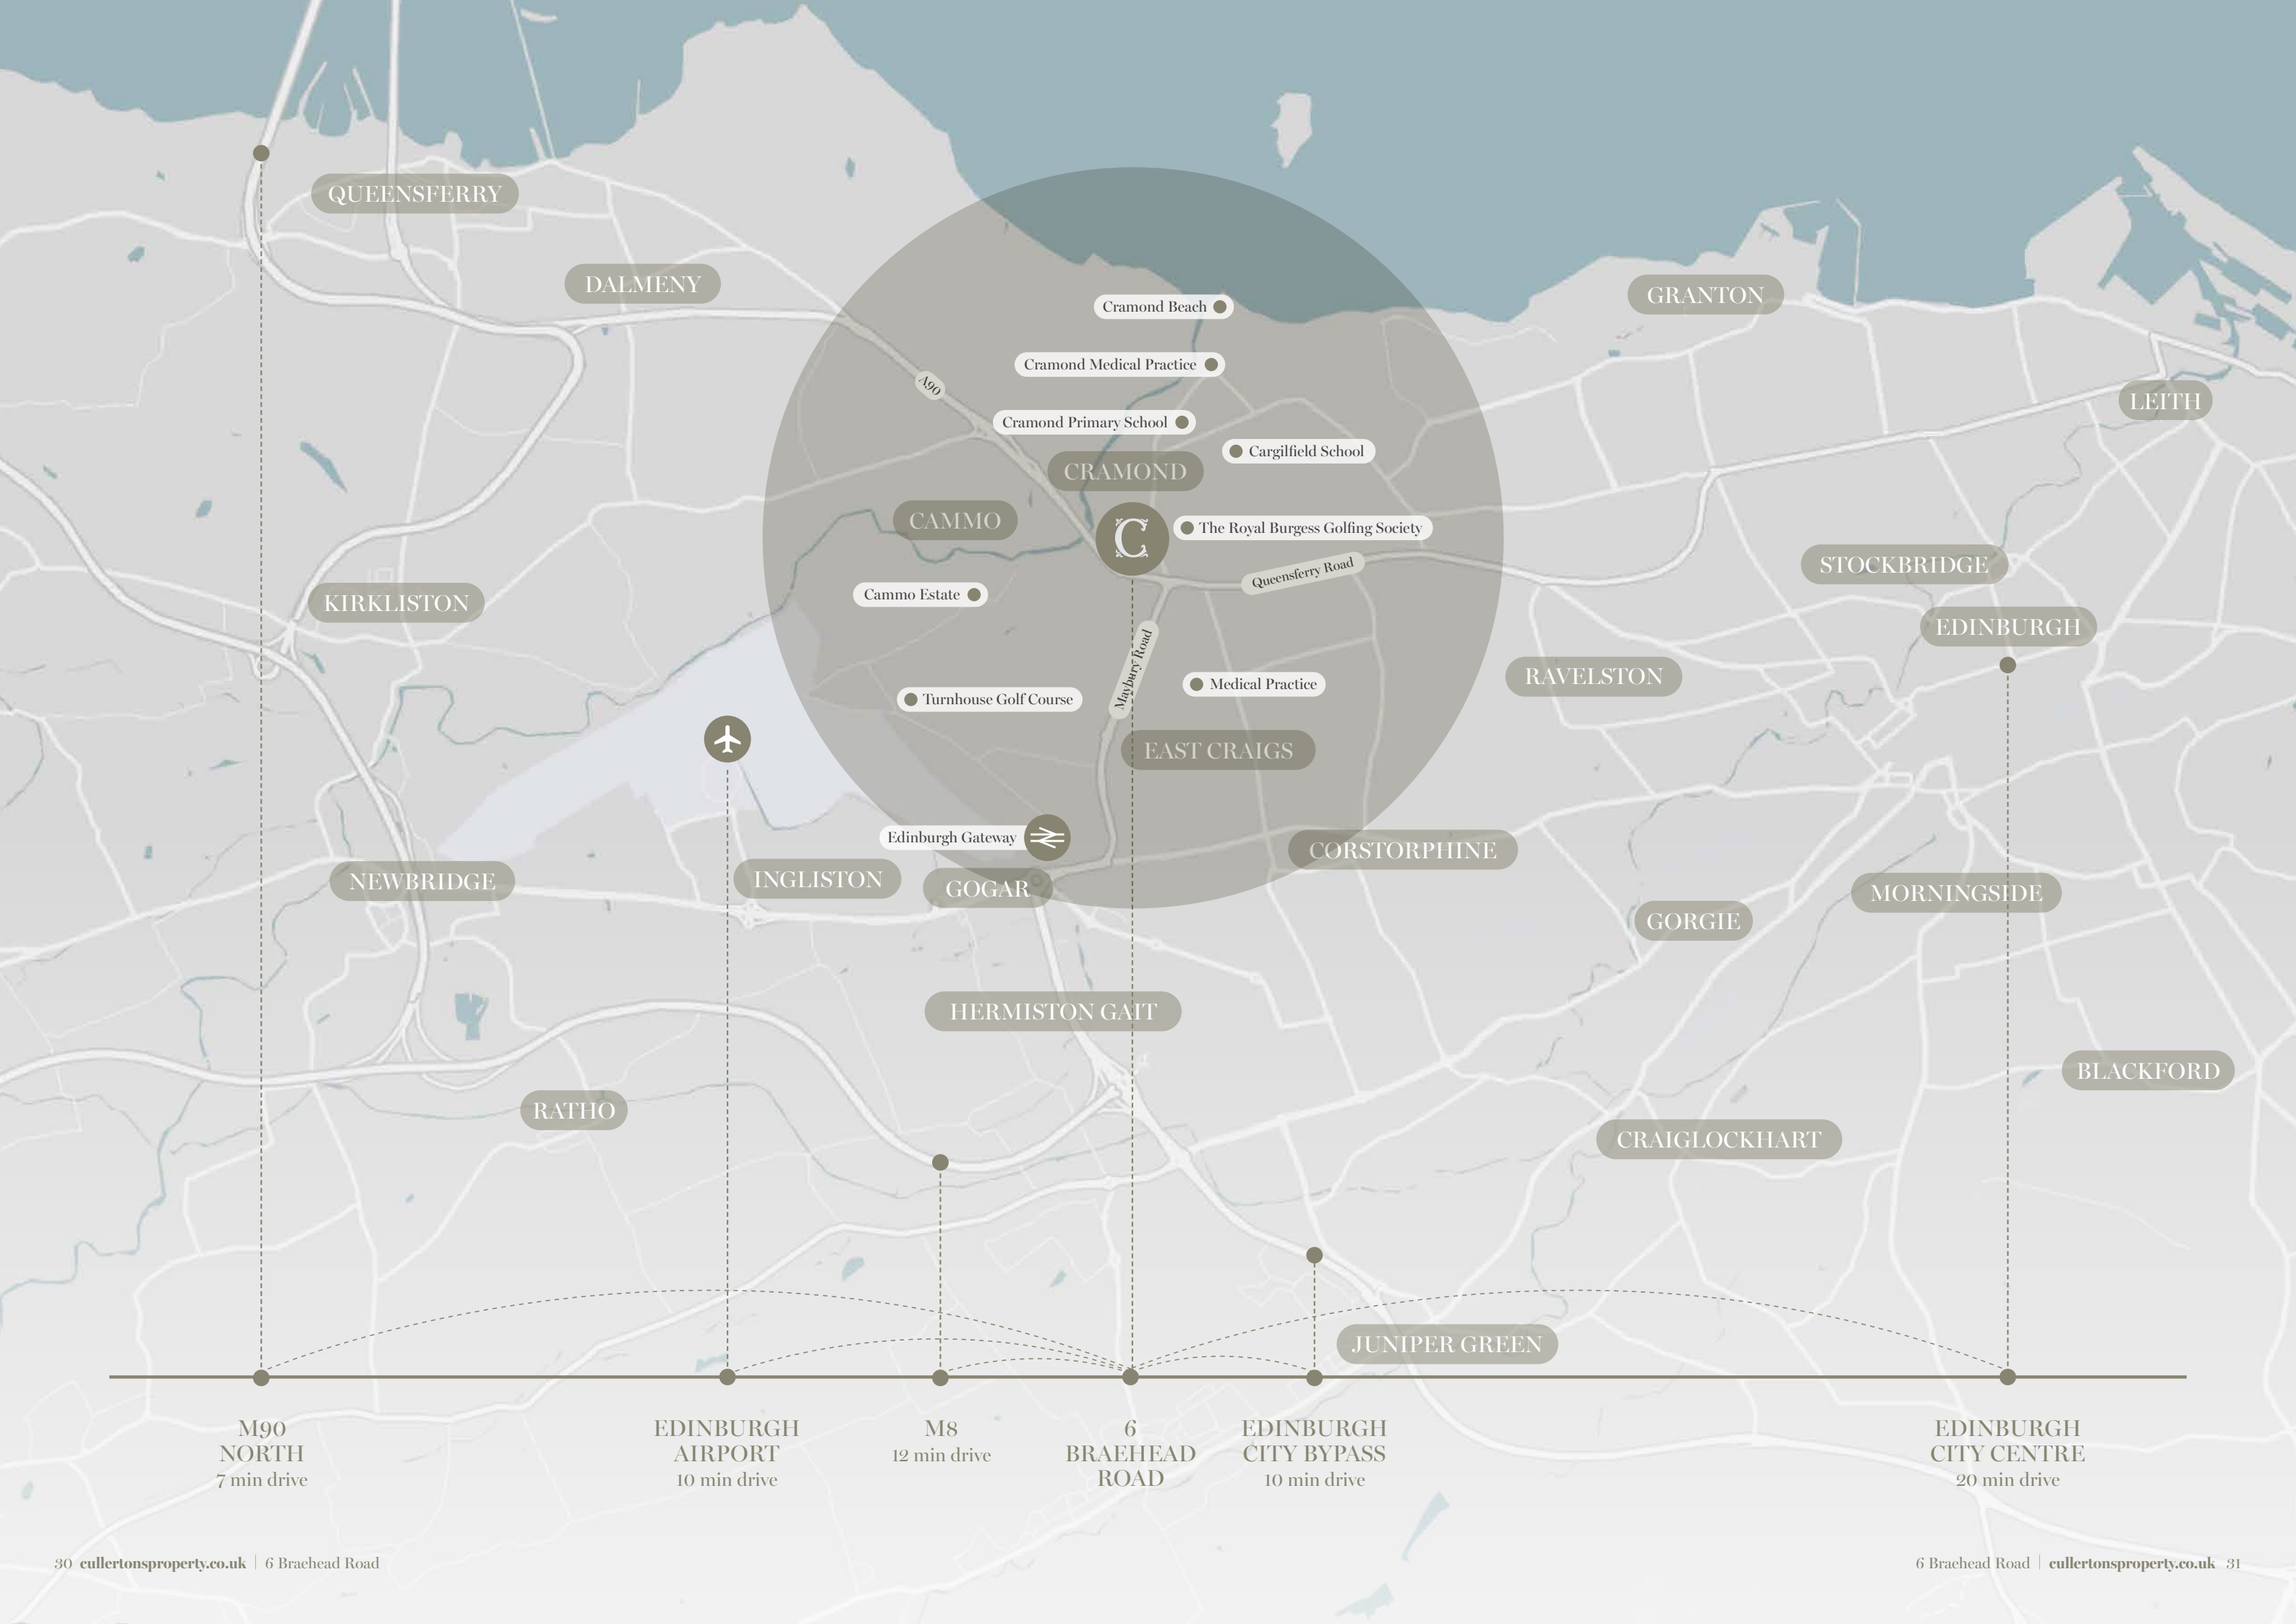 QUEENSFERRY
DALMENY
GRANTON
Cramond Beach
Cramond Medical Practice
A90
LEITH
Cramond Primary School
Cargilfield School
CRAMOND
CAMMO
C
The Royal Burgess Golfing Society
STOCKBRIDGE
Queensferry Road
Cammo Estate
KIRKLISTON
EDINBURGH
Maybury Road
RAVELSTON
Medical Practice
Turnhouse Golf Course
EAST CRAIGS
Edinburgh Gateway
CORSTORPHINE
NEWBRIDGE
INGLISTON
GOGAR
MORNINGSIDE
GORGIE
HERMISTON GAIT
BLACKFORD
RATHO
CRAIGLOCKHART
JUNIPER GREEN
M90
NORTH
7 min drive
EDINBURGH
AIRPORT
10 min drive
M8
12 min drive
6
BRAEHEAD
ROAD
EDINBURGH
CITY BYPASS
10 min drive
EDINBURGH
CITY CENTRE
20 min drive
30 cullertonsproperty.co.uk | 6 Braehead Road
6 Braehead Road | cullertonsproperty.co.uk 31